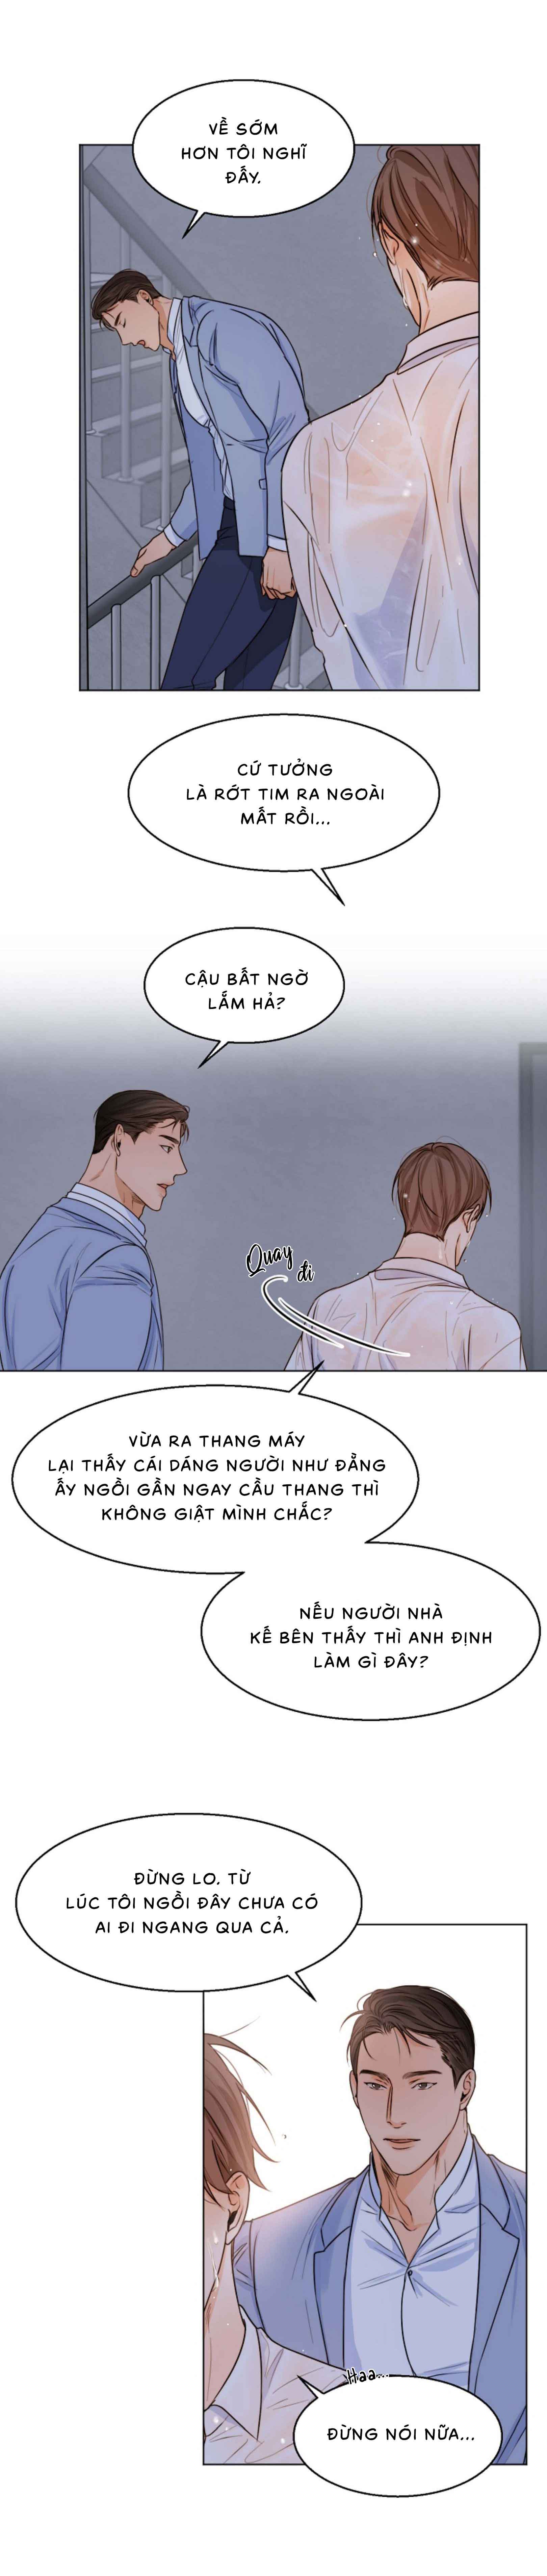 VỀ SỚM
HƠN TÔI NGHĨ
ĐẤY.
CỨ TƯỞNG
LÀ RỚT TIM RA NGOÀI
MẤT RỒI...
CẬU BẤT NGỜ
LẮM HẢ?
Quay
đi
VỪA RA THANG MÁY
LẠI THẤY CÁI DÁNG NGƯỜI NHƯ ĐẰNG
ẤY NGỒI GẦN NGAY CẦU THANG THÌ
KHÔNG GIẬT MÌNH CHẮC?
NẾU NGƯỜI NHÀ
KẾ BÊN THẤY THÌ ANH ĐỊNH
LÀM GÌ ĐÂY?
ĐỪNG LO. TỪ
LÚC TÔI NGỒI ĐÂY CHƯA CÓ
AI ĐI NGANG QUA CẢ.
Haa...
ĐỪNG NÓI NỮA...